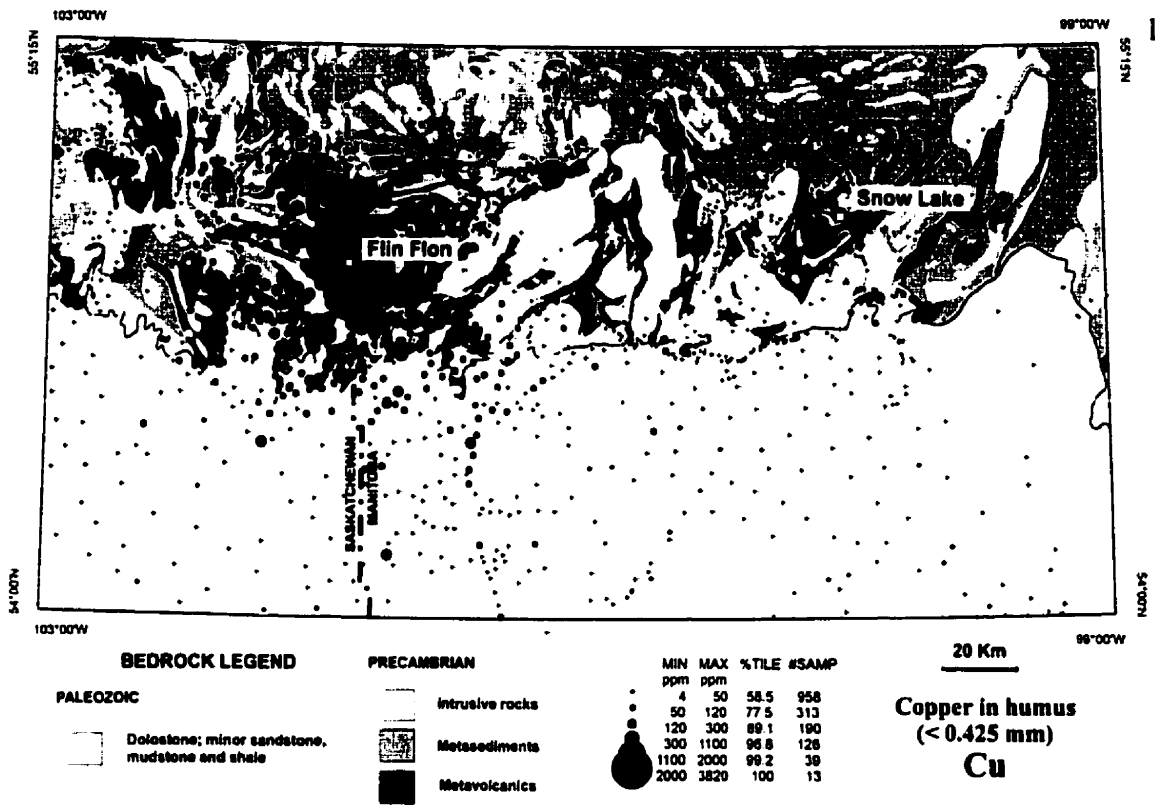 103°00'W
99°00'W
55°15'N
55°15'N
Snow Lake
Flin Flon
SASKATCHEWAN
MANITOBA
54°00'N
54°00'N
103°00'W
99°00'W
BEDROCK LEGEND
PALEOZOIC
Dolostone; minor sandstone,
mudstone and shale
PRECAMBRIAN
Intrusive rocks
Metasediments
Metavolcanics
MIN MAX %TILE #SAMP
ppm ppm
4 50 58.5 958
50 120 77.5 313
120 300 89.1 190
300 1100 96.8 126
1100 2000 99.2 39
2000 3820 100 13
20 Km
Copper in humus
(< 0.425 mm)
Cu